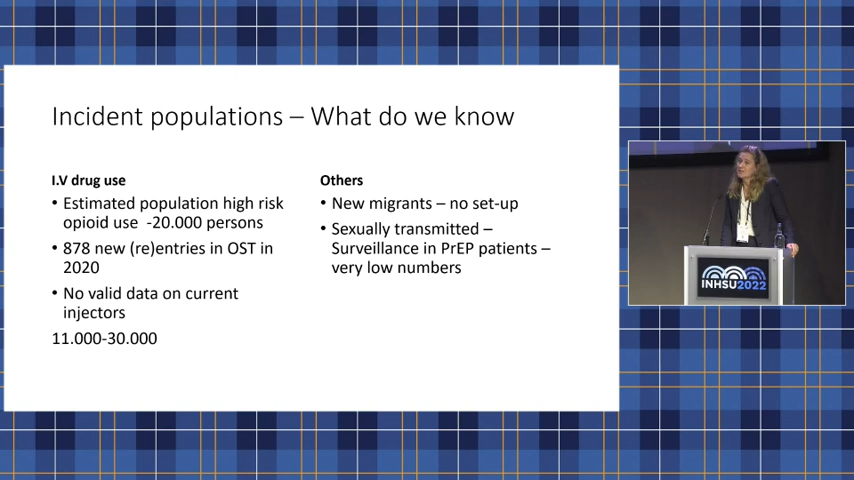 Incident populations – What do we know
I.V drug use
• Estimated population high risk
opioid use -20.000 persons
• 878 new (re)entries in OST in
2020
• No valid data on current
injectors
11.000-30.000
Others
• New migrants – no set-up
• Sexually transmitted –
Surveillance in PrEP patients –
very low numbers
INHSU2022